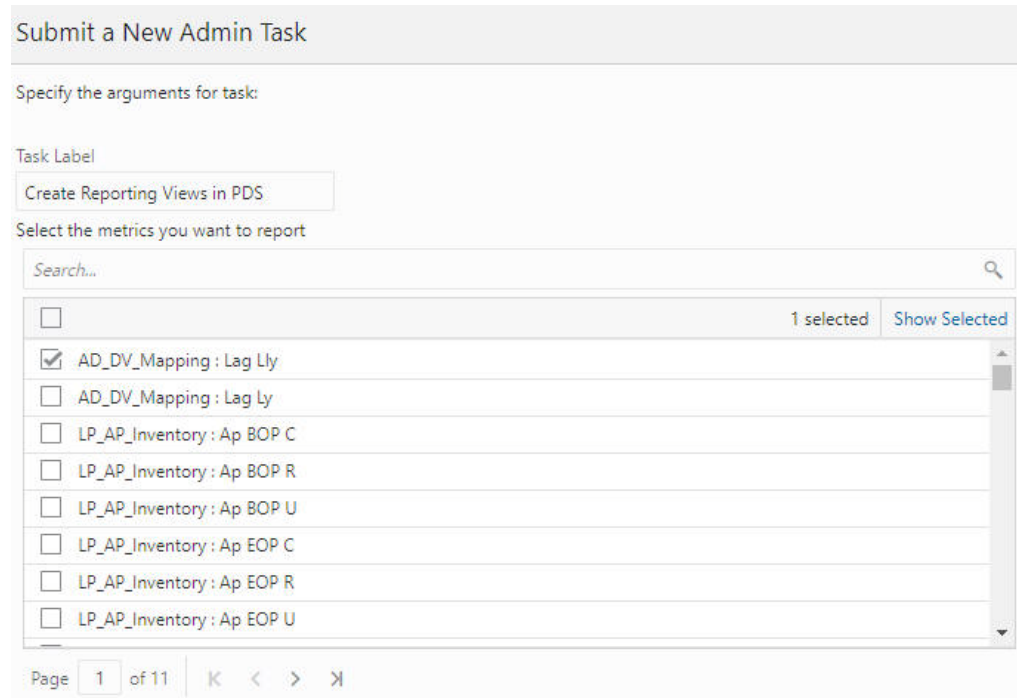 Submit a New Admin Task
Specify the arguments for task:
Task Label
Create Reporting Views in PDS
Select the metrics you want to report
Search...
1 selected Show Selected
AD_DV_Mapping : Lag Lly
AD_DV_Mapping : Lag Ly
LP_AP_Inventory : Ap BOP C
LP_AP_Inventory : Ap BOP R
LP_AP_Inventory : Ap BOP U
LP_AP_Inventory : Ap EOP C
LP_AP_Inventory : Ap EOP R
LP_AP_Inventory : Ap EOP U
Page 1 of 11